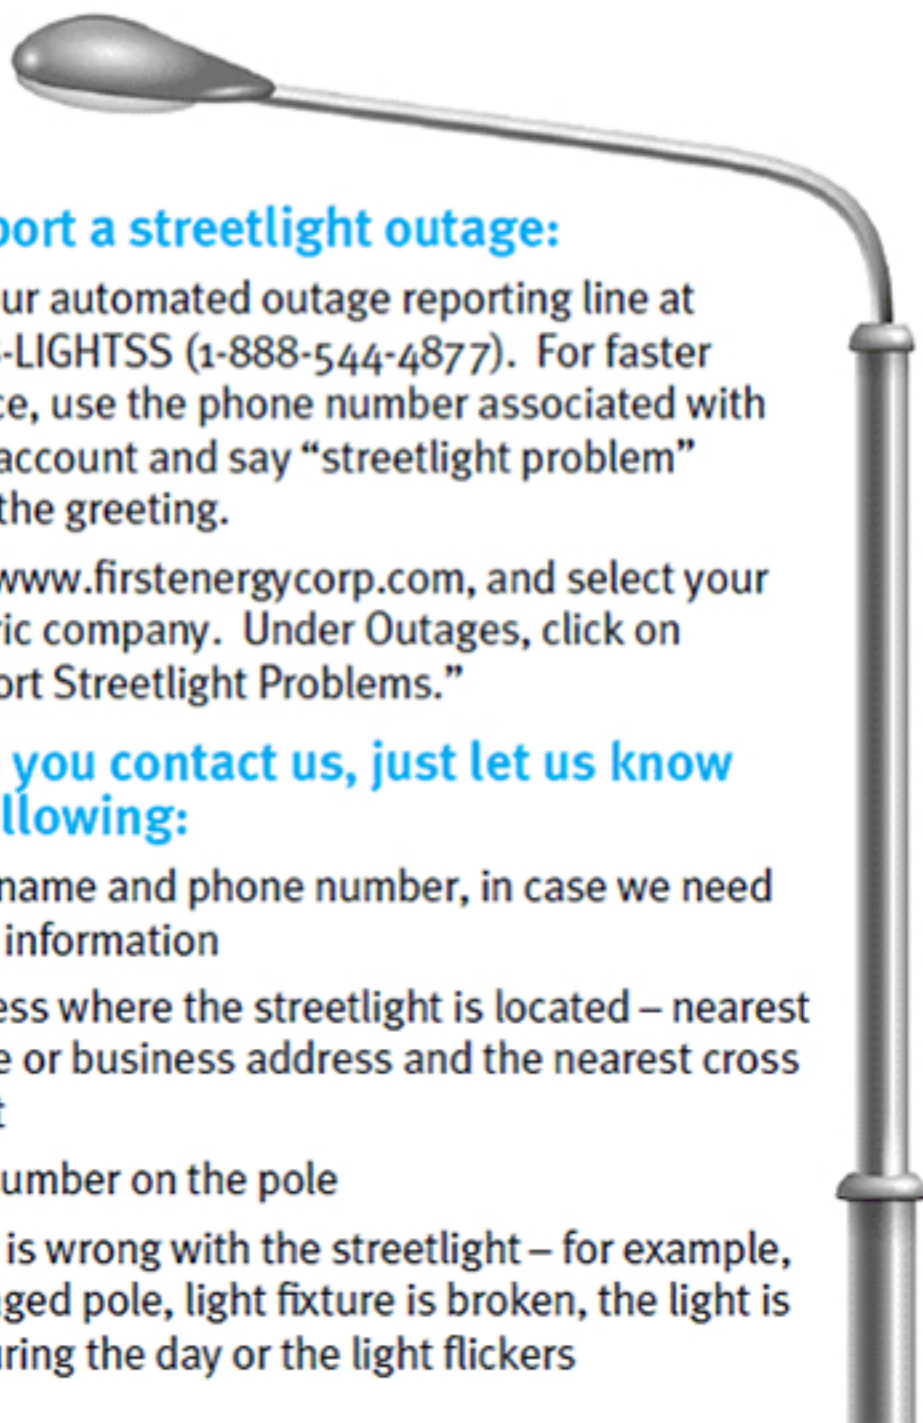 port a streetlight outage:
ur automated outage reporting line at
-LIGHTSS (1-888-544-4877). For faster
ce, use the phone number associated with
account and say “streetlight problem”
the greeting.
www.firstenergycorp.com, and select your
ric company. Under Outages, click on
ort Streetlight Problems.”
you contact us, just let us know
llowing:
name and phone number, in case we need
information
ess where the streetlight is located – nearest
e or business address and the nearest cross
t
umber on the pole
is wrong with the streetlight – for example,
ged pole, light fixture is broken, the light is
uring the day or the light flickers